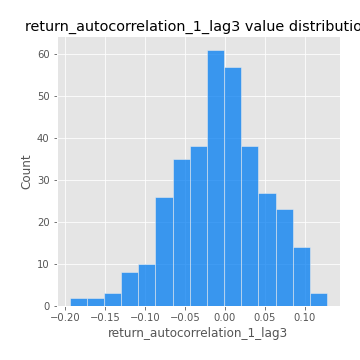 return_autocorrelation_1_lag3 value distributio
60
50
40
30
20
10
0
Count
−0.20 −0.15 −0.10 −0.05 0.00 0.05 0.10
return_autocorrelation_1_lag3